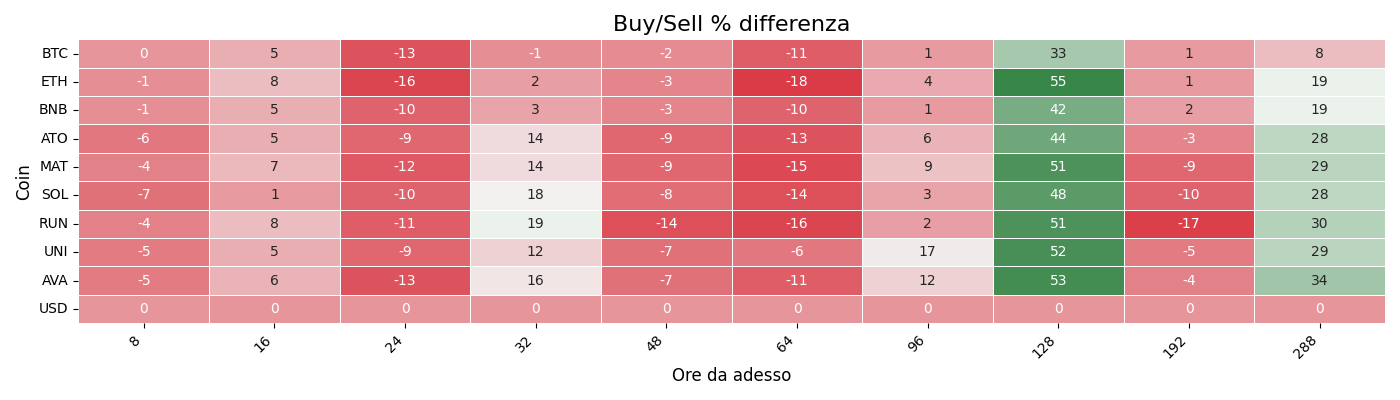 Buy/Sell % differenza
Coin
BTC 0 5 -13 -1 -2 -11 1 33 1 8
ETH -1 8 -16 2 -3 -18 4 55 1 19
BNB -1 5 -10 3 -3 -10 1 42 2 19
ATO -6 5 -9 14 -9 -13 6 44 -3 28
MAT -4 7 -12 14 -9 -15 9 51 -9 29
SOL -7 1 -10 18 -8 -14 3 48 -10 28
RUN -4 8 -11 19 -14 -16 2 51 -17 30
UNI -5 5 -9 12 -7 -6 17 52 -5 29
AVA -5 6 -13 16 -7 -11 12 53 -4 34
USD 0 0 0 0 0 0 0 0 0 0
8 16 24 32 48 64 96 128 192 288
Ore da adesso